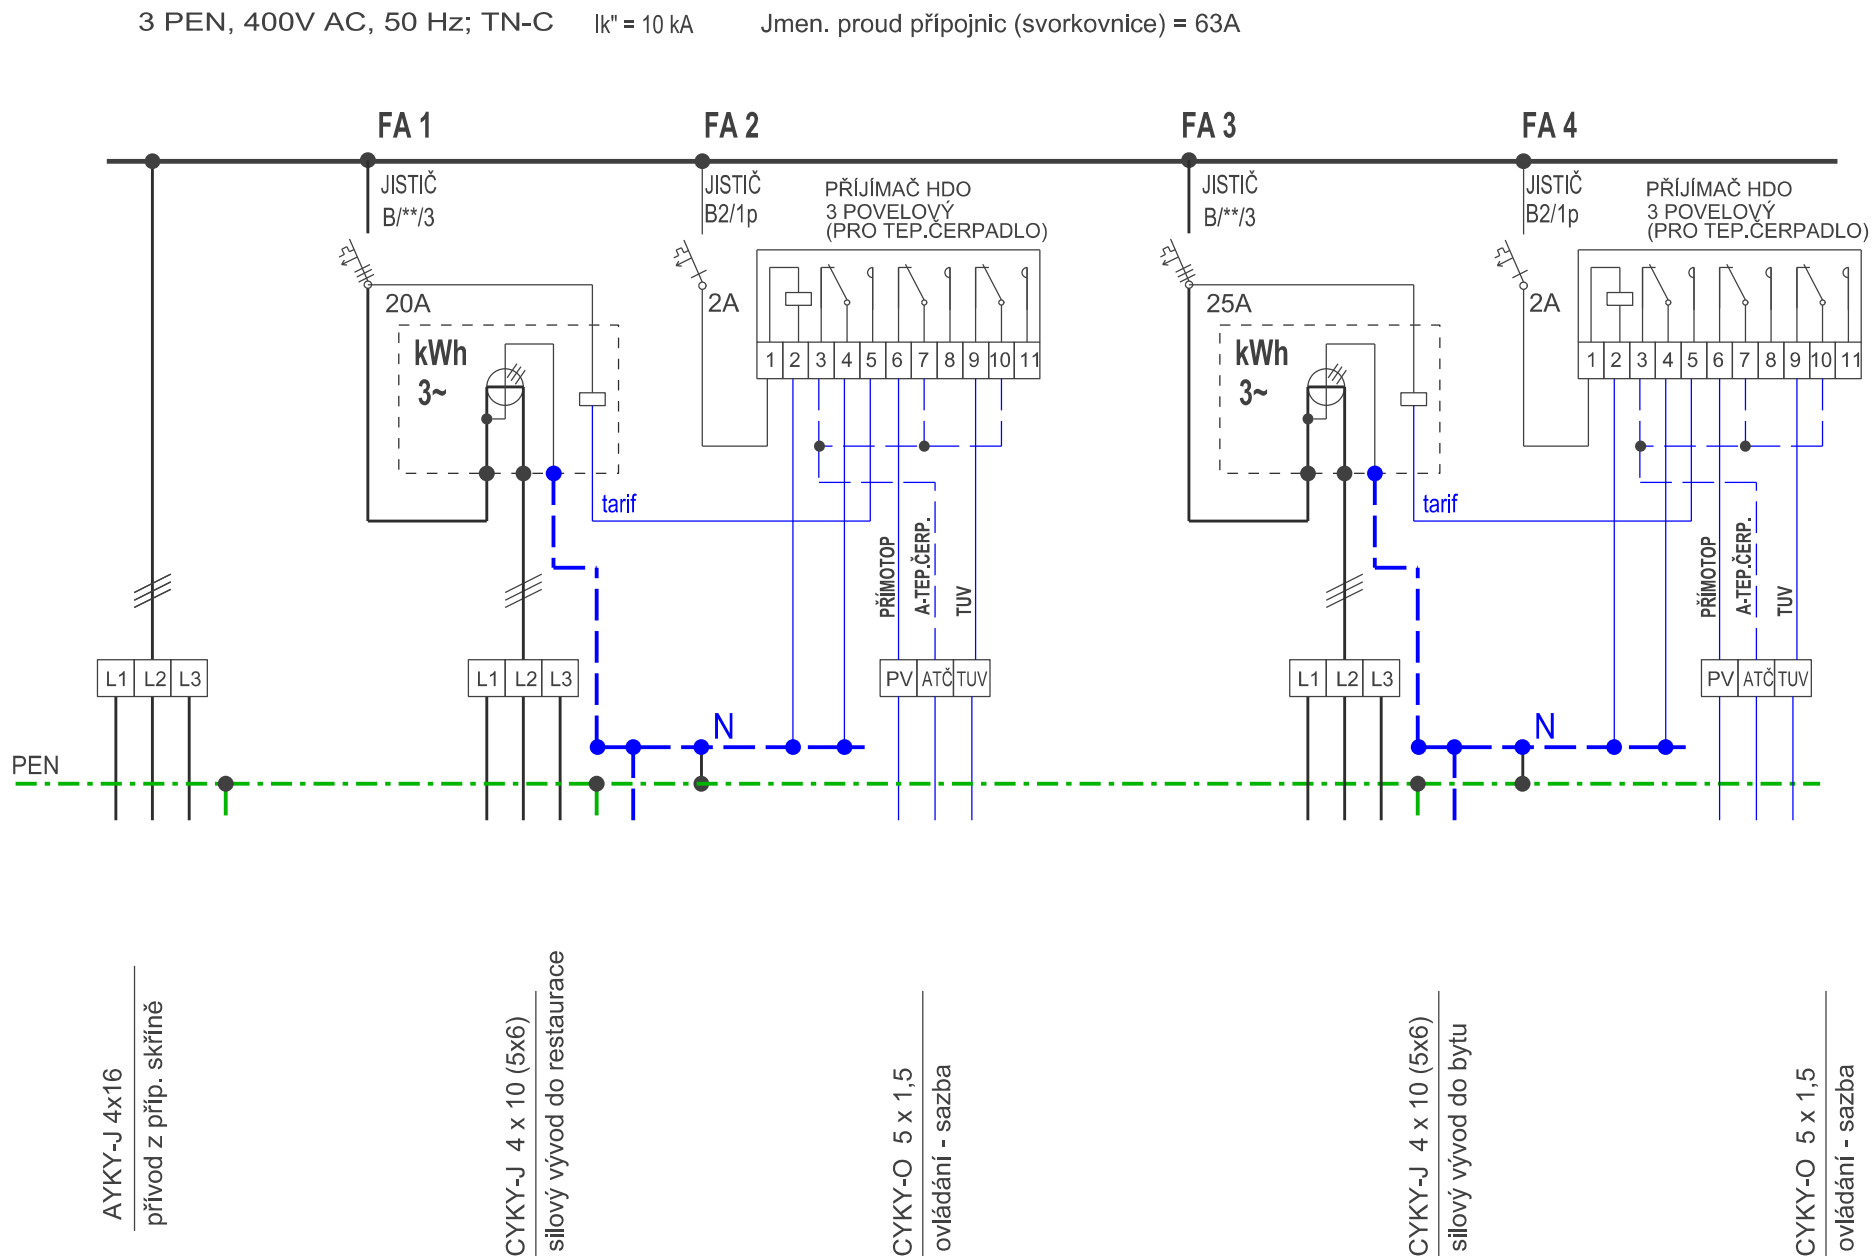 3 PEN, 400V AC, 50 Hz; TN-C Ik" = 10 kA Jmen. proud přípojnic (svorkovnice) = 63A
FA 1
FA 2
FA 3
FA 4
JISTIČ
B/**/3
20A
JISTIČ
B2/1p
2A
PŘÍJÍMAČ HDO
3 POVELOVÝ
(PRO TEP.ČERPADLO)
JISTIČ
B/**/3
25A
JISTIČ
B2/1p
2A
PŘÍJÍMAČ HDO
3 POVELOVÝ
(PRO TEP.ČERPADLO)
kWh
3~
1 2 3 4 5 6 7 8 9 10 11
kWh
3~
1 2 3 4 5 6 7 8 9 10 11
tarif
PŘÍMOTOP
A-TEP.ČERP.
TUV
tarif
PŘÍMOTOP
A-TEP.ČERP.
TUV
L1 L2 L3
L1 L2 L3
PV ATČ TUV
L1 L2 L3
PV ATČ TUV
N
N
PEN
AYKY-J 4x16
přívod z příp. skříně
CYKY-J 4 x 10 (5x6)
silový vývod do restaurace
CYKY-O 5 x 1,5
ovládání - sazba
CYKY-J 4 x 10 (5x6)
silový vývod do bytu
CYKY-O 5 x 1,5
ovládání - sazba